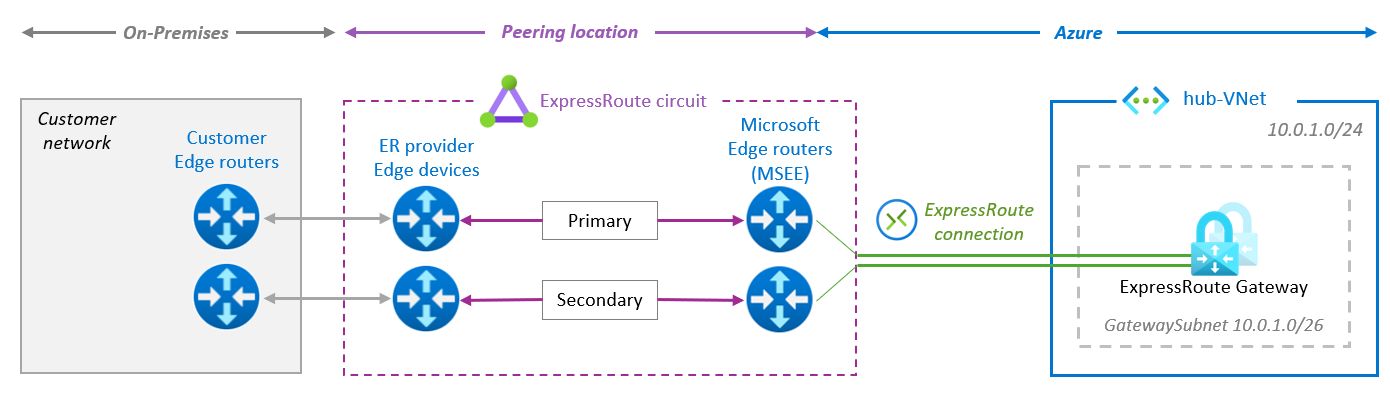 On-Premises
Peering location
Azure
Customer
network
Customer
Edge routers
ExpressRoute circuit
ER provider
Edge devices
Microsoft
Edge routers
(MSEE)
Primary
Secondary
ExpressRoute
connection
hub-VNet
10.0.1.0/24
ExpressRoute Gateway
GatewaySubnet 10.0.1.0/26